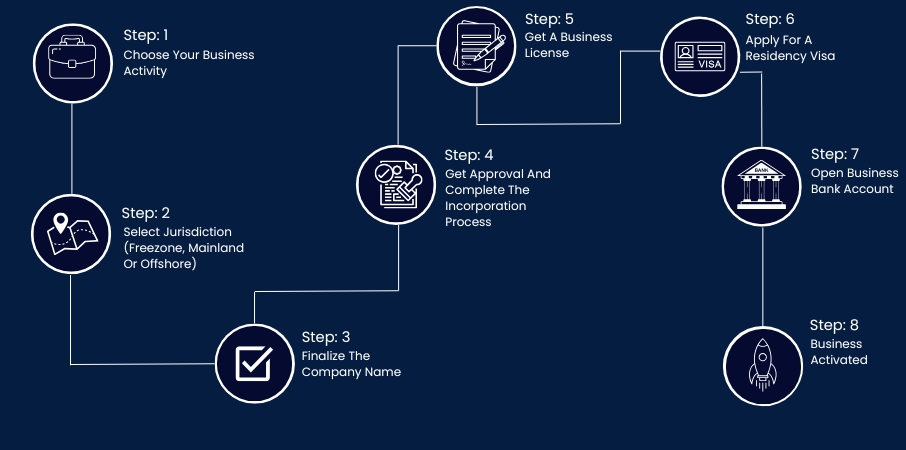 Step: 1
Choose Your Business
Activity
Step: 2
Select Jurisdiction
(Freezone, Mainland
Or Offshore)
Step: 3
Finalize The
Company Name
Step: 4
Get Approval And
Complete The
Incorporation
Process
Step: 5
Get A Business
License
Step: 6
Apply For A
Residency Visa
VISA
Step: 7
Open Business
Bank Account
BANK
Step: 8
Business
Activated